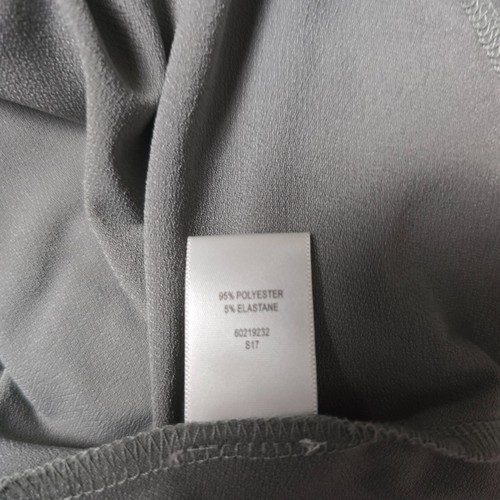 95% POLYESTER
5% ELASTANE
60219232
S17